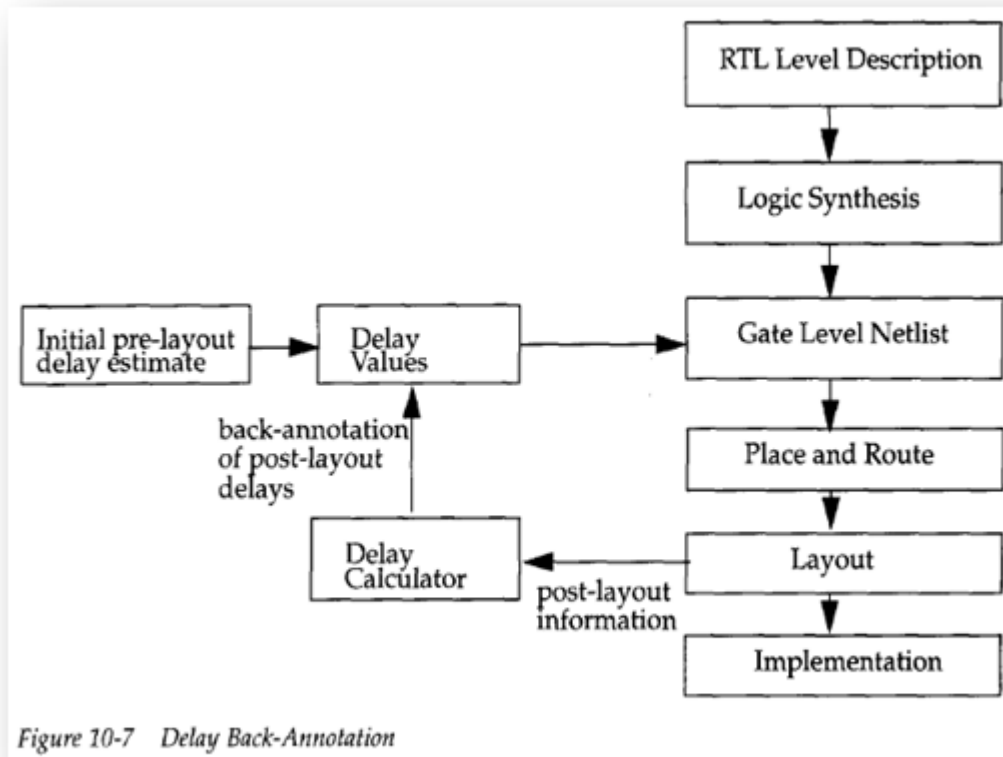 RTL Level Description
Logic Synthesis
Initial pre-layout
delay estimate
Delay
Values
Gate Level Netlist
back-annotation
of post-layout
delays
Place and Route
Delay
Calculator
post-layout
information
Layout
Implementation
Figure 10-7 Delay Back-Annotation